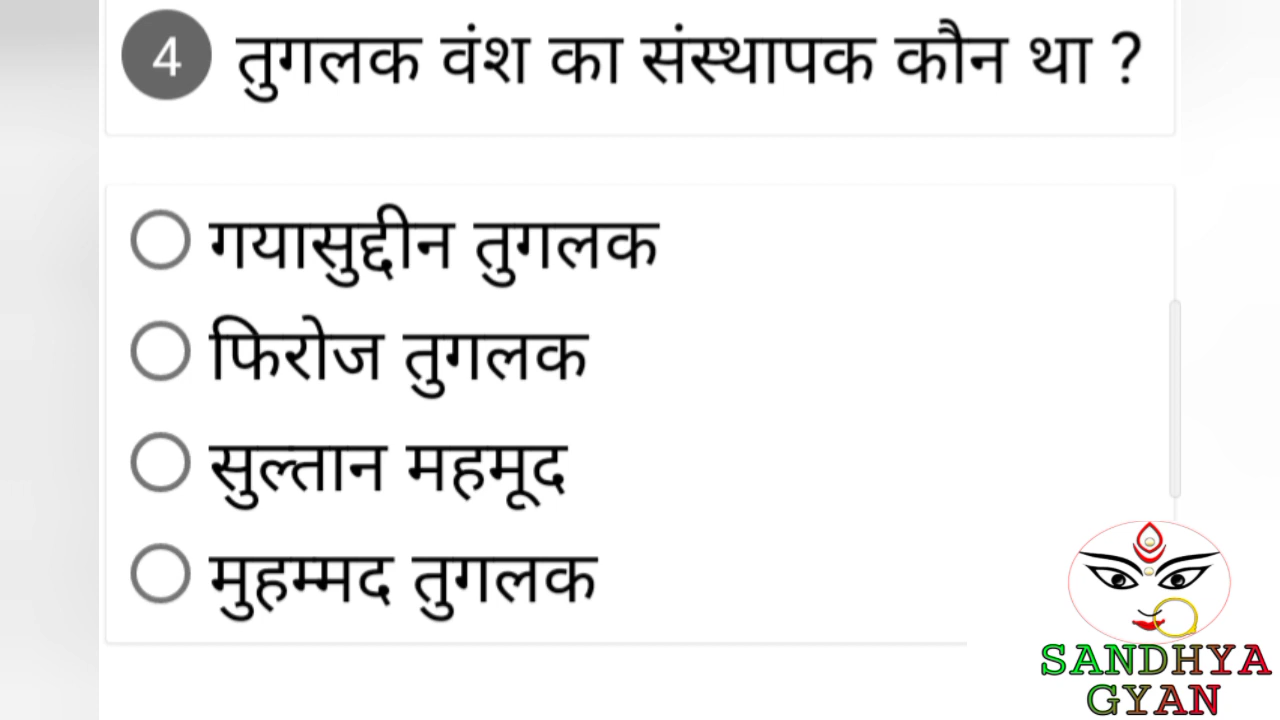 4 तुगलक वंश का संस्थापक कौन था ?
गयासुद्दीन तुगलक
फिरोज तुगलक
सुल्तान महमूद
मुहम्मद तुगलक
SANDHYA
GYAN